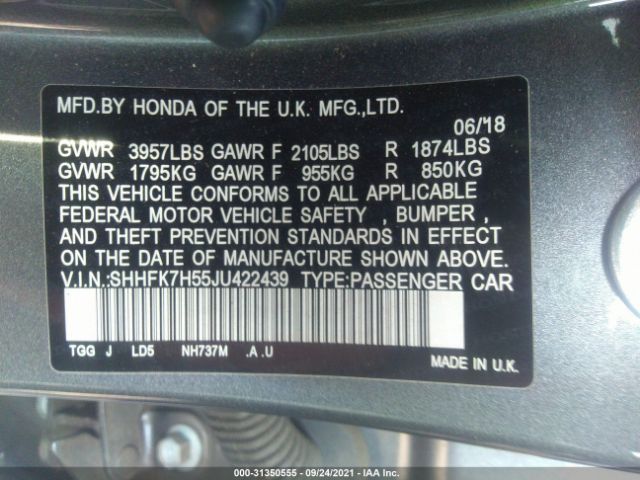 MFD.BY HONDA OF THE U.K. MFG.,LTD.
06/18
GVWR 3957LBS GAWR F 2105LBS R 1874LBS
GVWR 1795KG GAWR F 955KG R 850KG
THIS VEHICLE CONFORMS TO ALL APPLICABLE
FEDERAL MOTOR VEHICLE SAFETY , BUMPER ,
AND THEFT PREVENTION STANDARDS IN EFFECT
ON THE DATE OF MANUFACTURE SHOWN ABOVE.
V.I.N.:SHHFK7H55JU422439 TYPE:PASSENGER CAR
TGG J LD5 NH737M .A .U
MADE IN U.K.
000-31350555 - 09/24/2021 - IAA Inc.